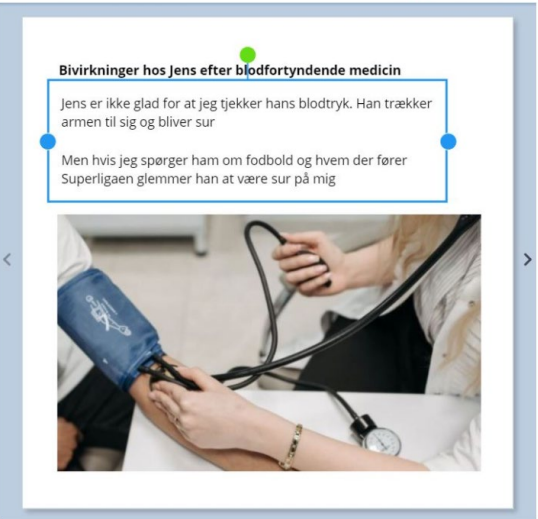 Bivirkninger hos Jens efter blodfortyndende medicin
Jens er ikke glad for at jeg tjekker hans blodtryk. Han trækker
armen til sig og bliver sur
Men hvis jeg spørger ham om fodbold og hvem der fører
Superligaen glemmer han at være sur på mig